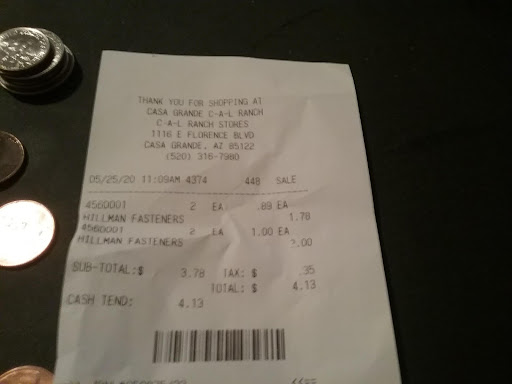 THANK YOU FOR SHOPPING AT
CASA GRANDE C-A-L RANCH
C-A-L RANCH STORES
1116 E FLORENCE BLVD
CASA GRANDE, AZ 85122
(520) 316-7980
05/25/20 11:09AM 4374 448 SALE
4560001 2 EA .89 EA
HILLMAN FASTENERS 1.78
4560001 2 EA 1.00 EA
HILLMAN FASTENERS 2.00
SUB-TOTAL:$ 3.78 TAX: $ .35
TOTAL: $ 4.13
CASH TEND: 4.13